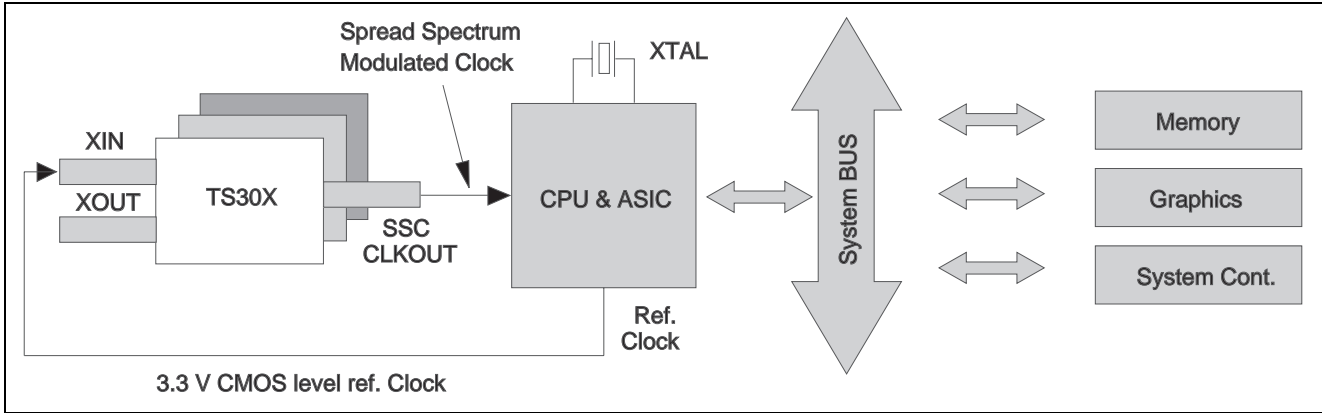 Spread Spectrum
Modulated Clock
XTAL
XIN
XOUT
TS30X
SSC
CLKOUT
CPU & ASIC
System BUS
Memory
Graphics
System Cont.
Ref.
Clock
3.3 V CMOS level ref. Clock